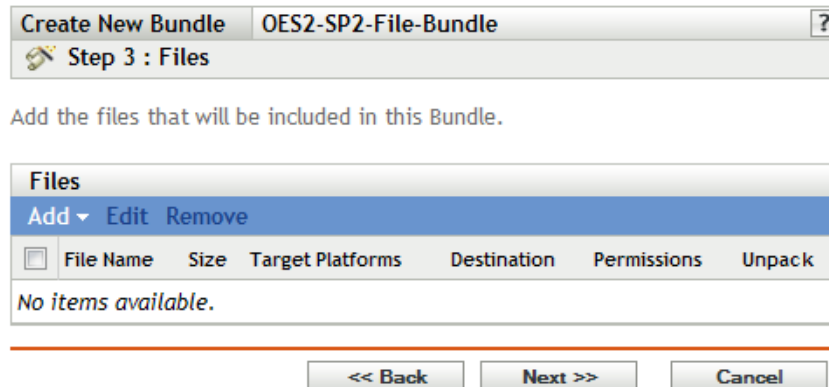 Create New Bundle OES2-SP2-File-Bundle ?
Step 3 : Files
Add the files that will be included in this Bundle.
Files
Add Edit Remove
File Name Size Target Platforms Destination Permissions Unpack
No items available.
<< Back Next >> Cancel